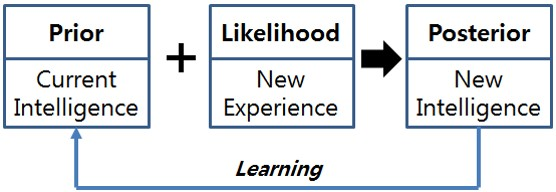 Prior
Current
Intelligence
+
Likelihood
New
Experience
Posterior
New
Intelligence
Learning